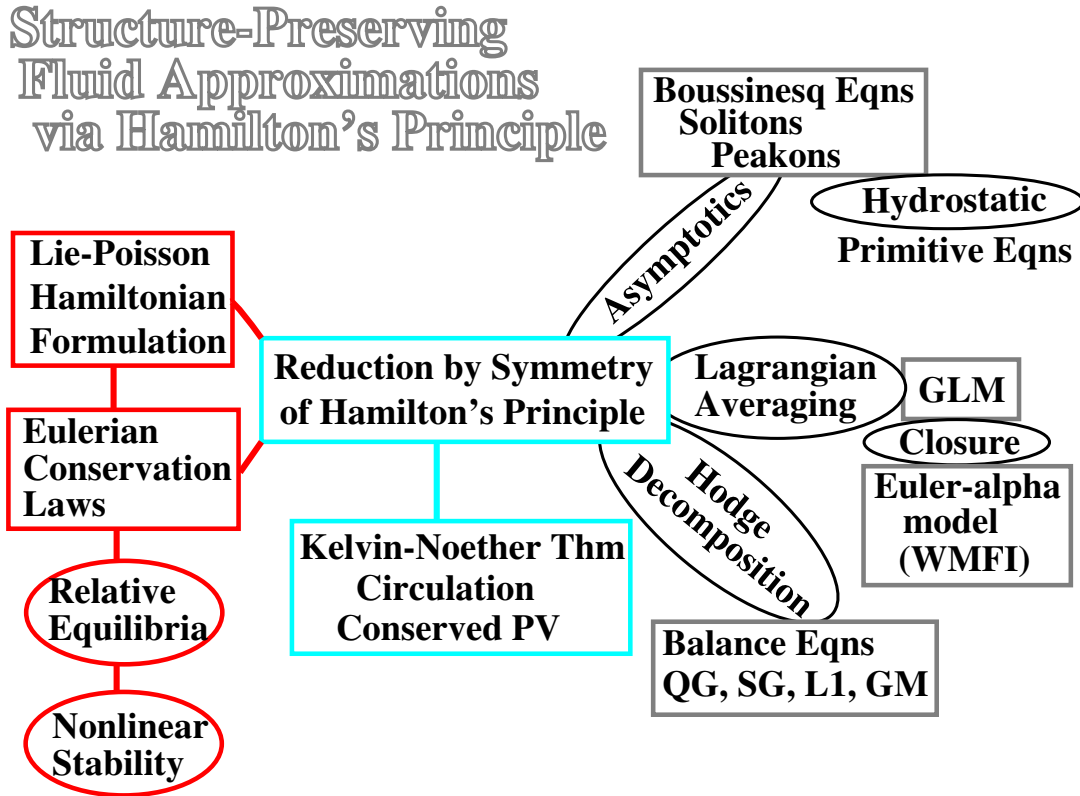 Structure-Preserving
Fluid Approximations
via Hamilton's Principle
Boussinesq Eqns
Solitons
Peakons
Hydrostatic
Primitive Eqns
Asymptotics
Lie-Poisson
Hamiltonian
Formulation
Reduction by Symmetry
of Hamilton's Principle
Lagrangian
Averaging
GLM
Closure
Euler-alpha
model
(WMFI)
Eulerian
Conservation
Laws
Hodge
Decomposition
Kelvin-Noether Thm
Circulation
Conserved PV
Relative
Equilibria
Balance Eqns
QG, SG, L1, GM
Nonlinear
Stability